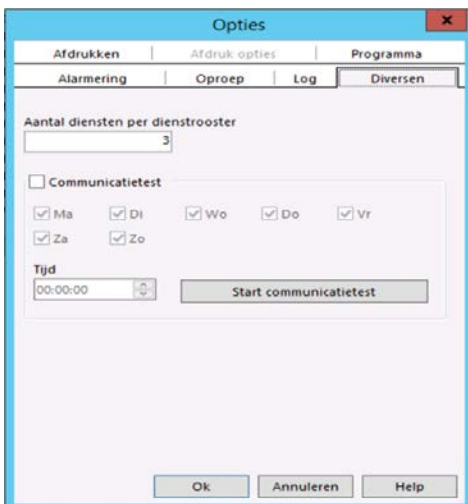 Opties
Afdrukken Afdruk opties Programma
Alarmering Oproep Log Diversen
Aantal diensten per dienstrooster
3
Communicatietest
Ma Di Wo Do Vr
Za Zo
Tijd
00:00:00 Start communicatietest
Ok Annuleren Help